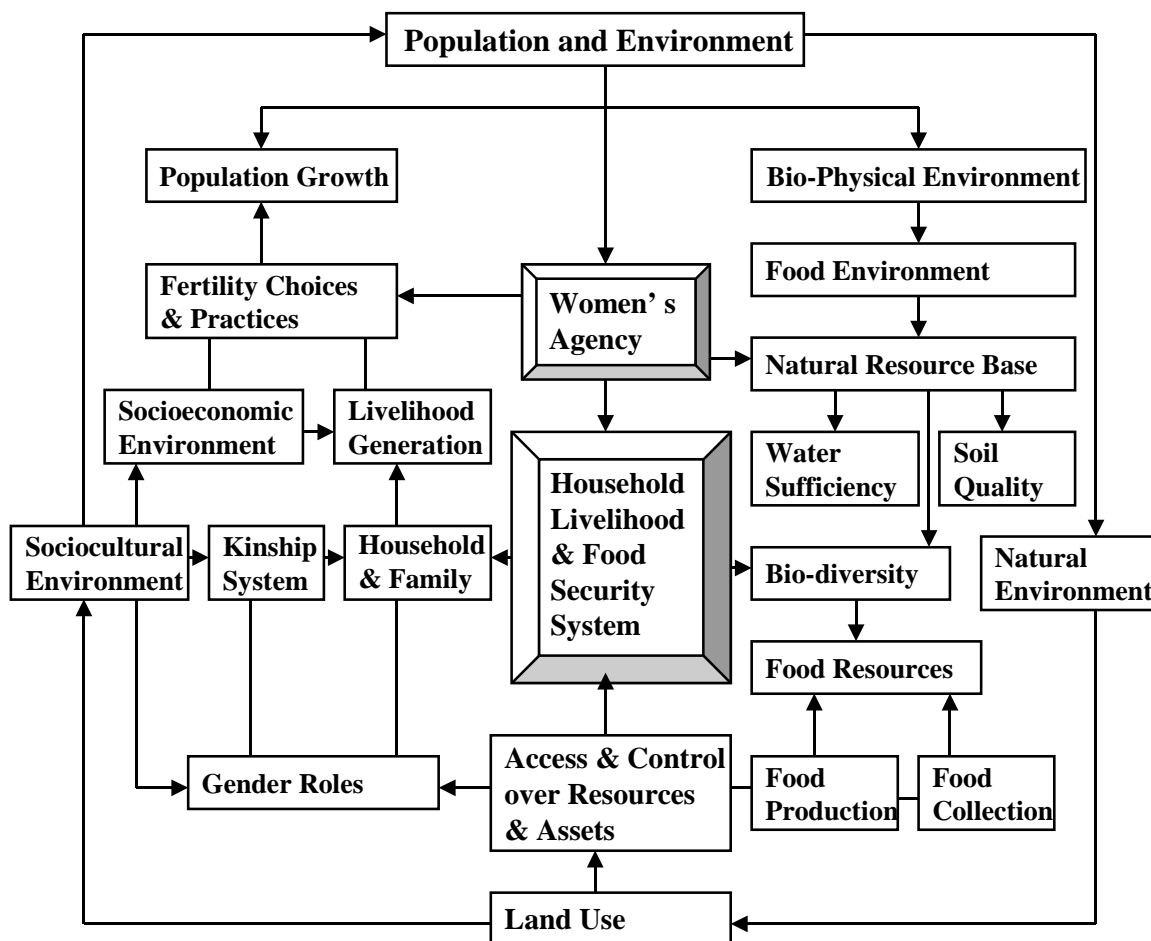 Population and Environment
Population Growth
Bio-Physical Environment
Food Environment
Fertility Choices
& Practices
Women' s
Agency
Natural Resource Base
Socioeconomic
Environment
Livelihood
Generation
Water
Sufficiency
Soil
Quality
Household
Livelihood
& Food
Security
System
Sociocultural
Environment
Kinship
System
Household
& Family
Bio-diversity
Natural
Environment
Food Resources
Gender Roles
Access & Control
over Resources
& Assets
Food
Production
Food
Collection
Land Use